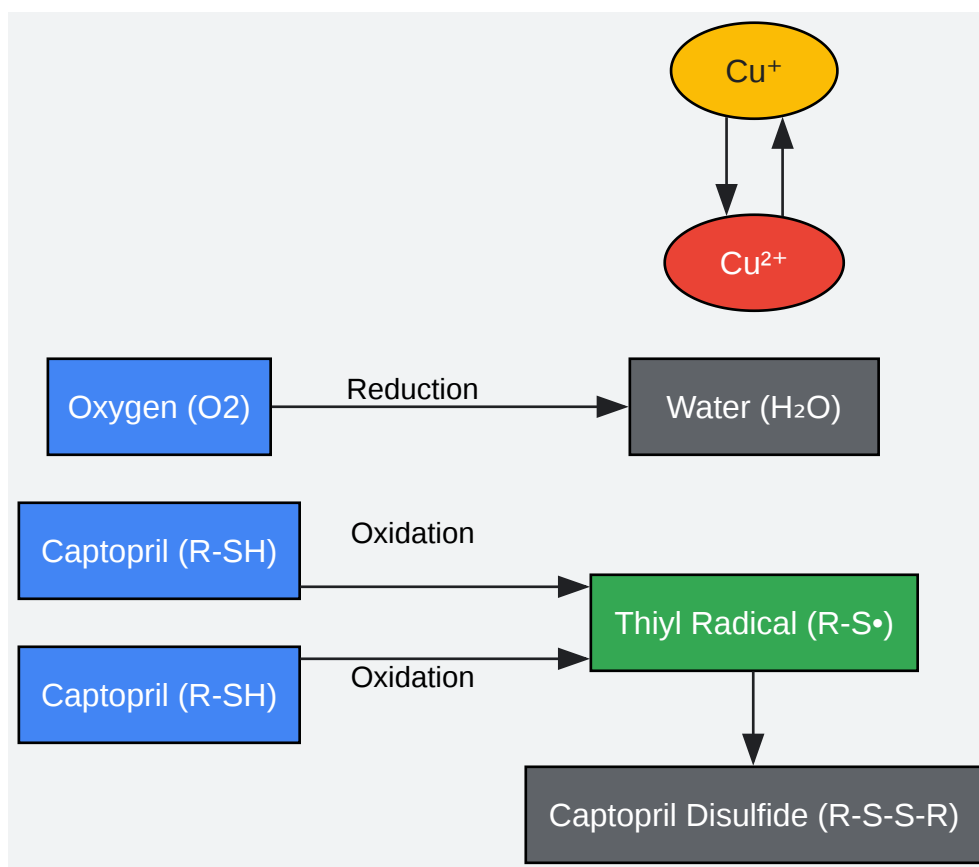 Cu⁺
Cu²⁺
Oxygen (O2)
Reduction
Water (H₂O)
Captopril (R-SH)
Oxidation
Thiyl Radical (R-S•)
Captopril (R-SH)
Oxidation
Captopril Disulfide (R-S-S-R)